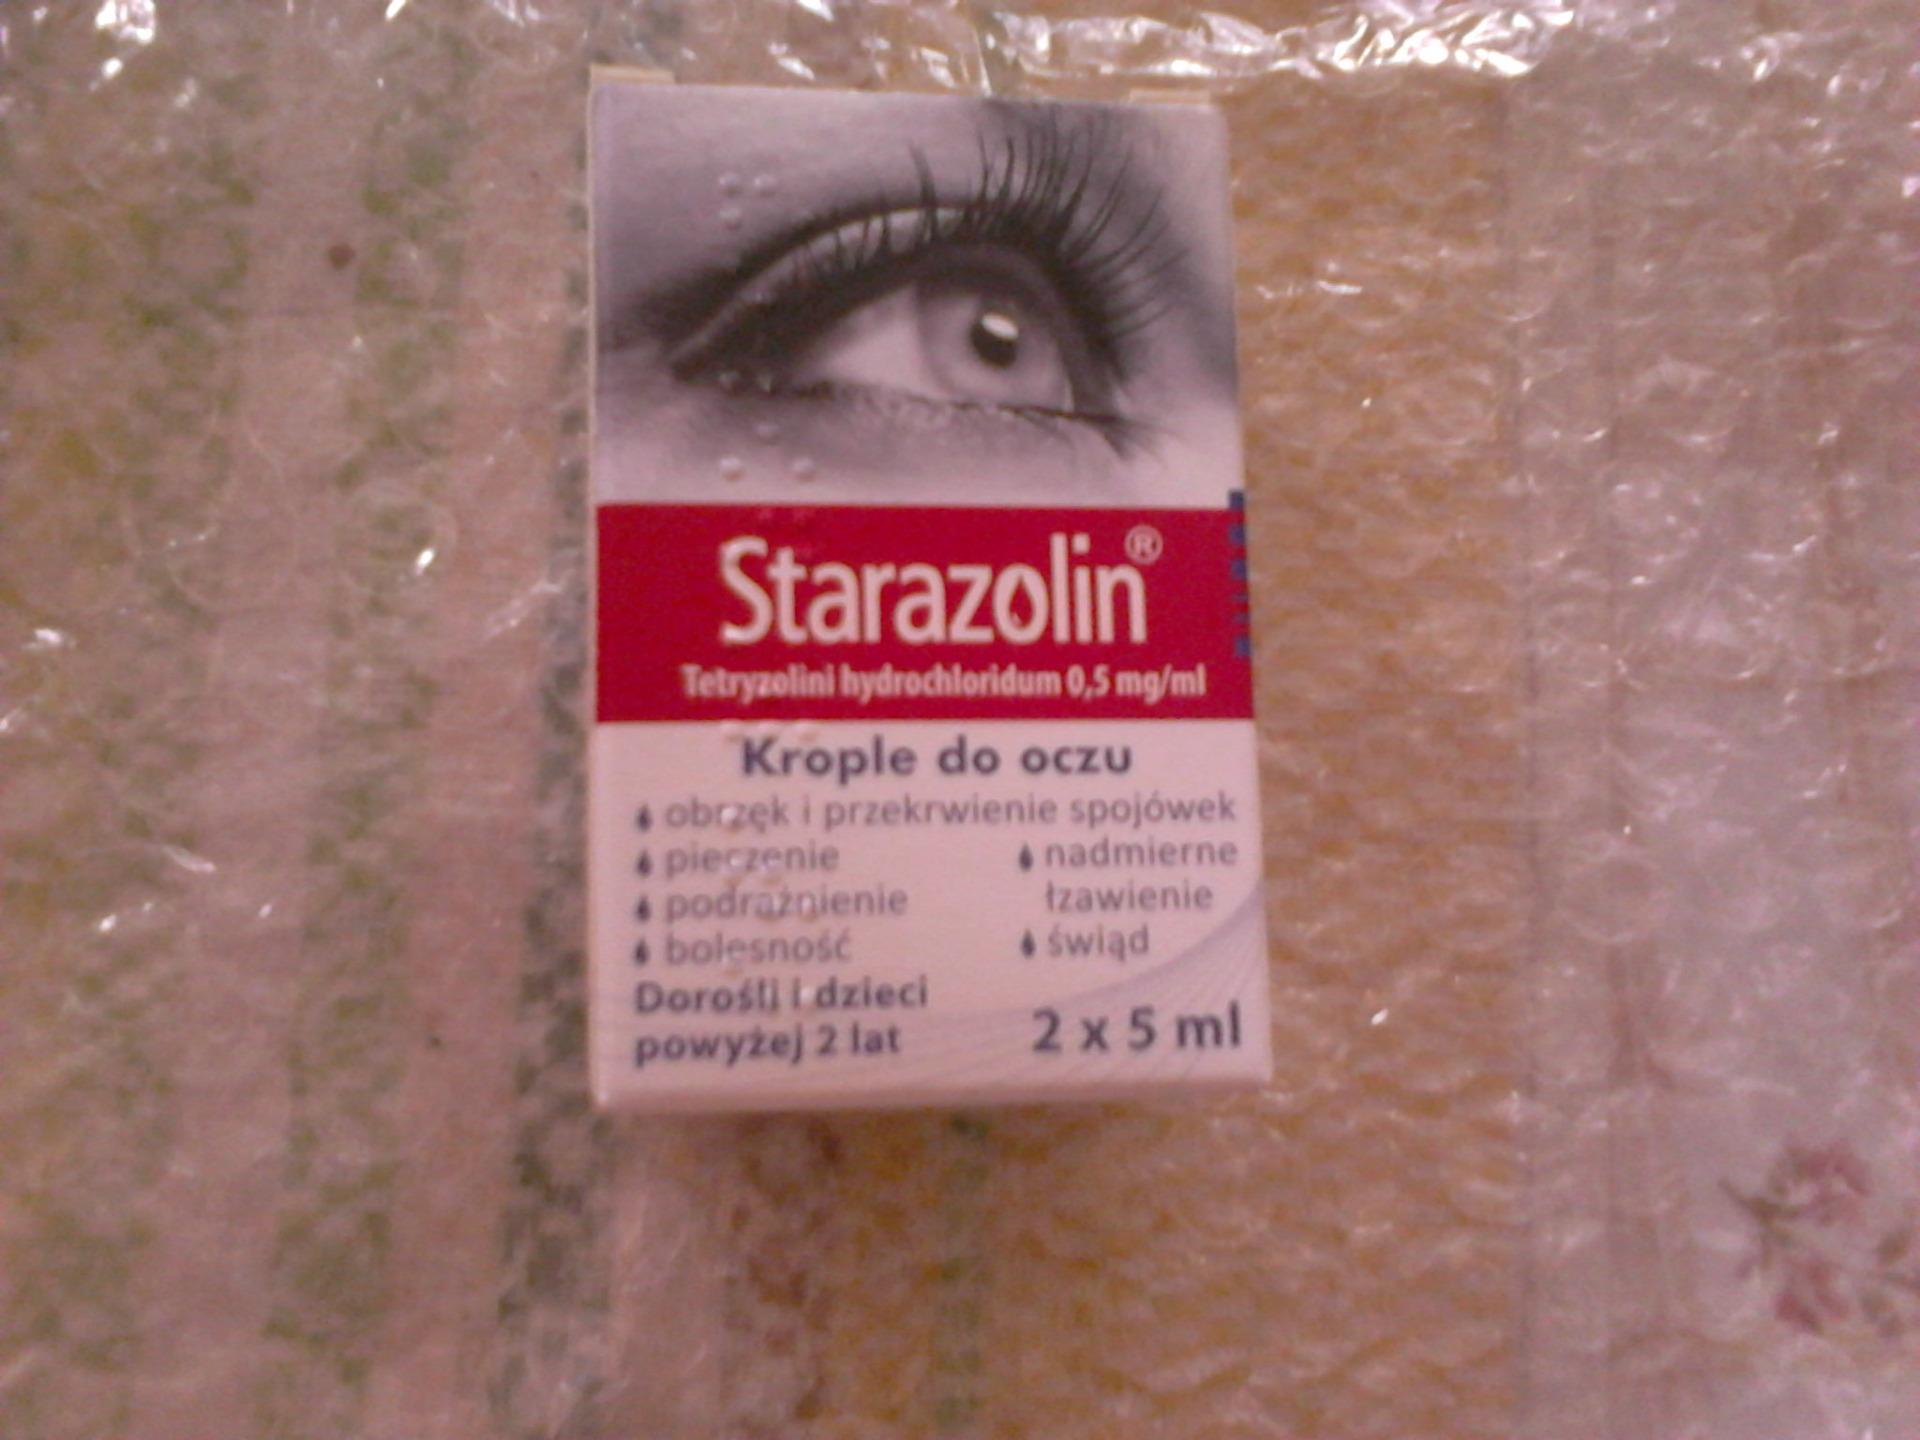 Starazolin®
Tetryzolini hydrochloridum 0,5 mg/ml
Krople do oczu
obrzęk i przekrwienie spojówek
pieczenie
podrażnienie
bolesność
nadmierne
łzawienie
świąd
Dorośli i dzieci
powyżej 2 lat
2 x 5 ml